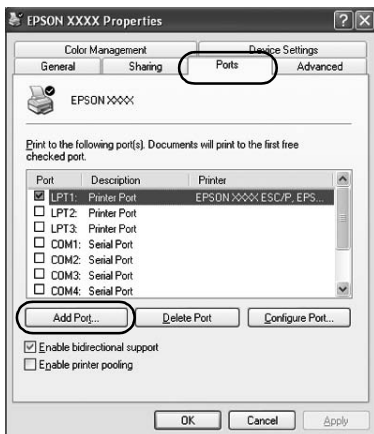 EPSON XXXX Properties
Color Management Device Settings
General Sharing Ports Advanced
EPSON XXXX
Print to the following port(s). Documents will print to the first free
checked port.
Port Description Printer
LPT1: Printer Port EPSON XXXX ESC/P, EPS...
LPT2: Printer Port
LPT3: Printer Port
COM1: Serial Port
COM2: Serial Port
COM3: Serial Port
COM4: Serial Port
Add Port... Delete Port Configure Port...
Enable bidirectional support
Enable printer pooling
OK Cancel Apply